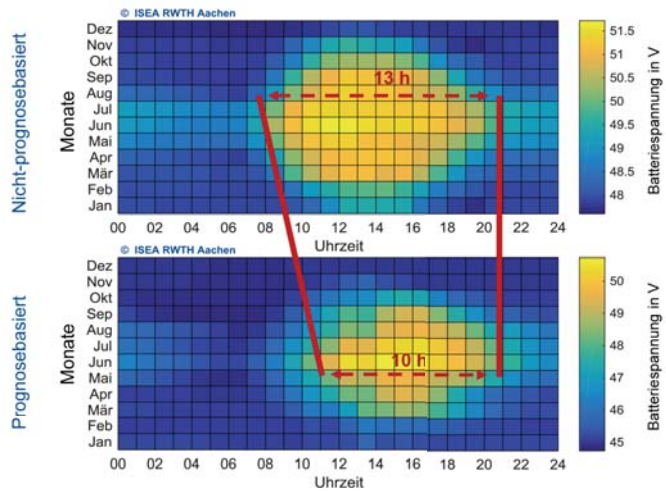 © ISEA RWTH Aachen
Nicht-prognosebasiert
Monate
Dez
Nov
Okt
Sep
Aug
Jul
Jun
Mai
Apr
Mär
Feb
Jan
13 h
00 02 04 06 08 10 12 14 16 18 20 22 24
Uhrzeit
51.5
51
50.5
50
49.5
49
48.5
48
Batteriespannung in V
© ISEA RWTH Aachen
Prognosebasiert
Monate
Dez
Nov
Okt
Sep
Aug
Jul
Jun
Mai
Apr
Mär
Feb
Jan
10 h
00 02 04 06 08 10 12 14 16 18 20 22 24
Uhrzeit
50
49
48
47
46
45
Batteriespannung in V